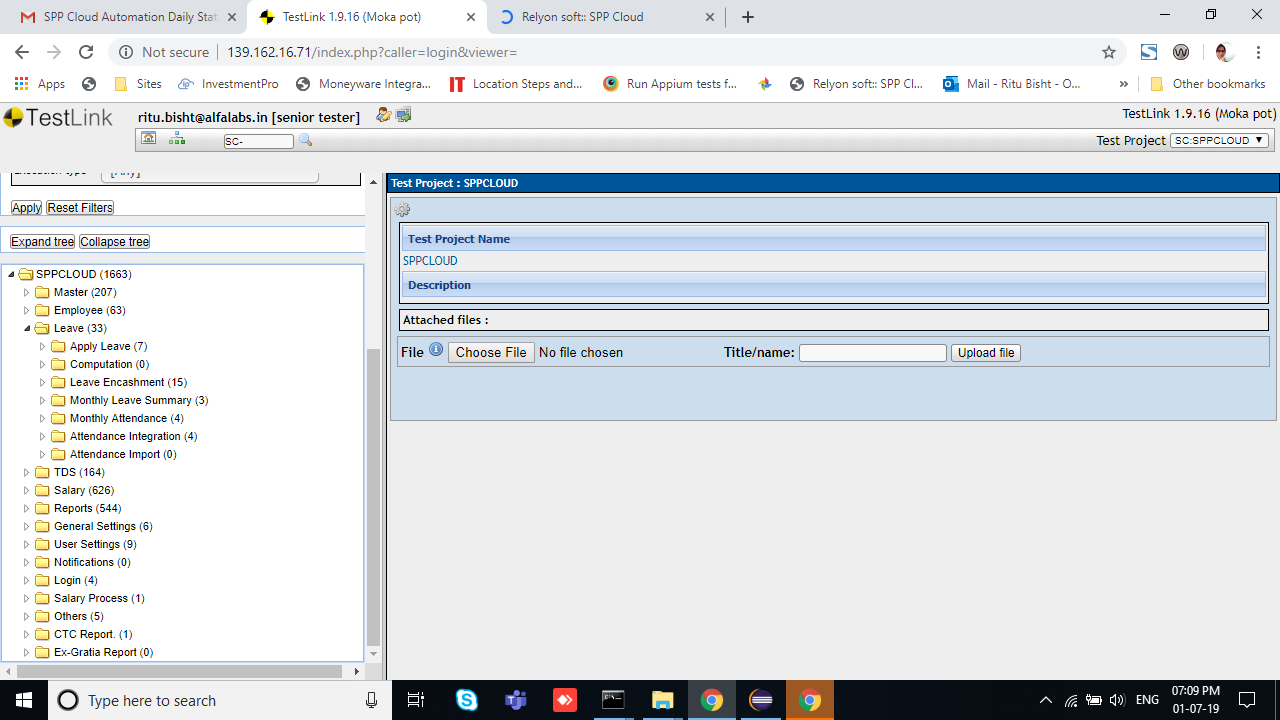 SPP Cloud Automation Daily Stat
TestLink 1.9.16 (Moka pot)
Relyon soft:: SPP Cloud
Not secure
139.162.16.71/index.php?caller=login&viewer=
Apps
Sites
InvestmentPro
Moneyware Integra...
Location Steps and...
Run Appium tests f...
Relyon soft:: SPP Cl...
Mail - Ritu Bisht - O...
Other bookmarks
TestLink
ritu.bisht@alfalabs.in [senior tester]
TestLink 1.9.16 (Moka pot)
SC-
Test Project
SC:SPPCLOUD
Apply
Reset Filters
Expand tree
Collapse tree
SPPCLOUD (1663)
Master (207)
Employee (63)
Leave (33)
Apply Leave (7)
Computation (0)
Leave Encashment (15)
Monthly Leave Summary (3)
Monthly Attendance (4)
Attendance Integration (4)
Attendance Import (0)
TDS (164)
Salary (626)
Reports (544)
General Settings (6)
User Settings (9)
Notifications (0)
Login (4)
Salary Process (1)
Others (5)
CTC Report. (1)
Ex-Gratia Report (0)
Test Project : SPPCLOUD
Test Project Name
SPPCLOUD
Description
Attached files :
File
Choose File
No file chosen
Title/name:
Upload file
Type here to search
ENG
07:09 PM
01-07-19